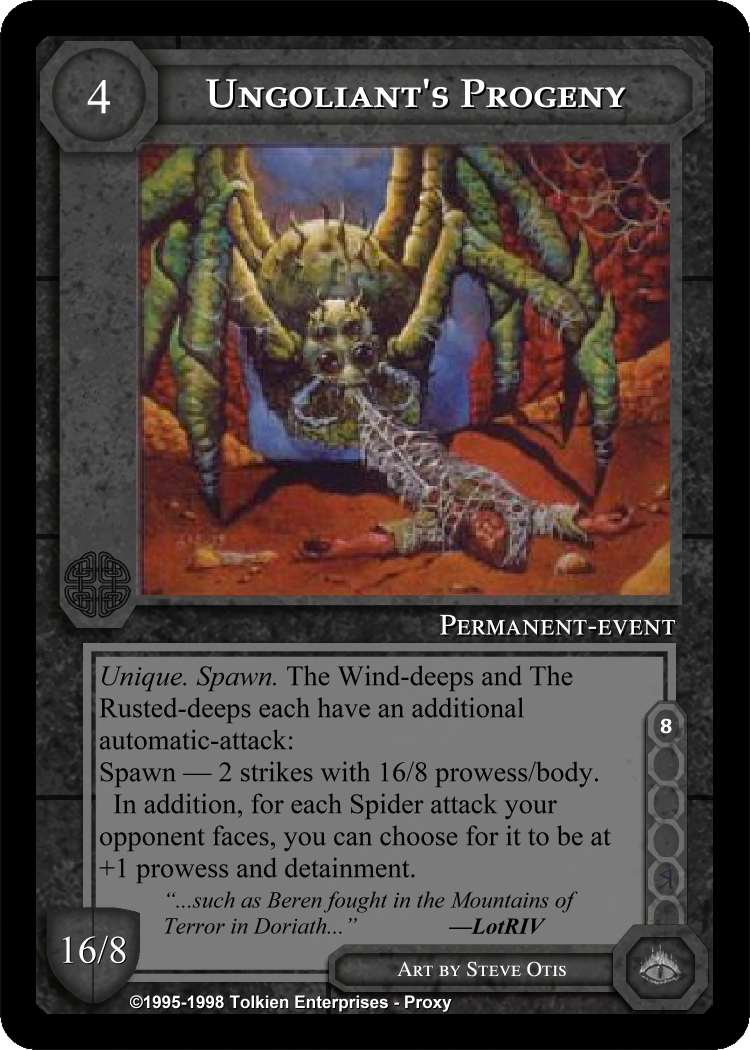 4
Ungoliant's Progeny
Permanent-event
Unique. Spawn. The Wind-deeps and The
Rusted-deeps each have an additional
automatic-attack:
Spawn — 2 strikes with 16/8 prowess/body.
In addition, for each Spider attack your
opponent faces, you can choose for it to be at
+1 prowess and detainment.
8
“...such as Beren fought in the Mountains of
Terror in Doriath...” —LotRIV
16/8
Art by Steve Otis
©1995-1998 Tolkien Enterprises - Proxy